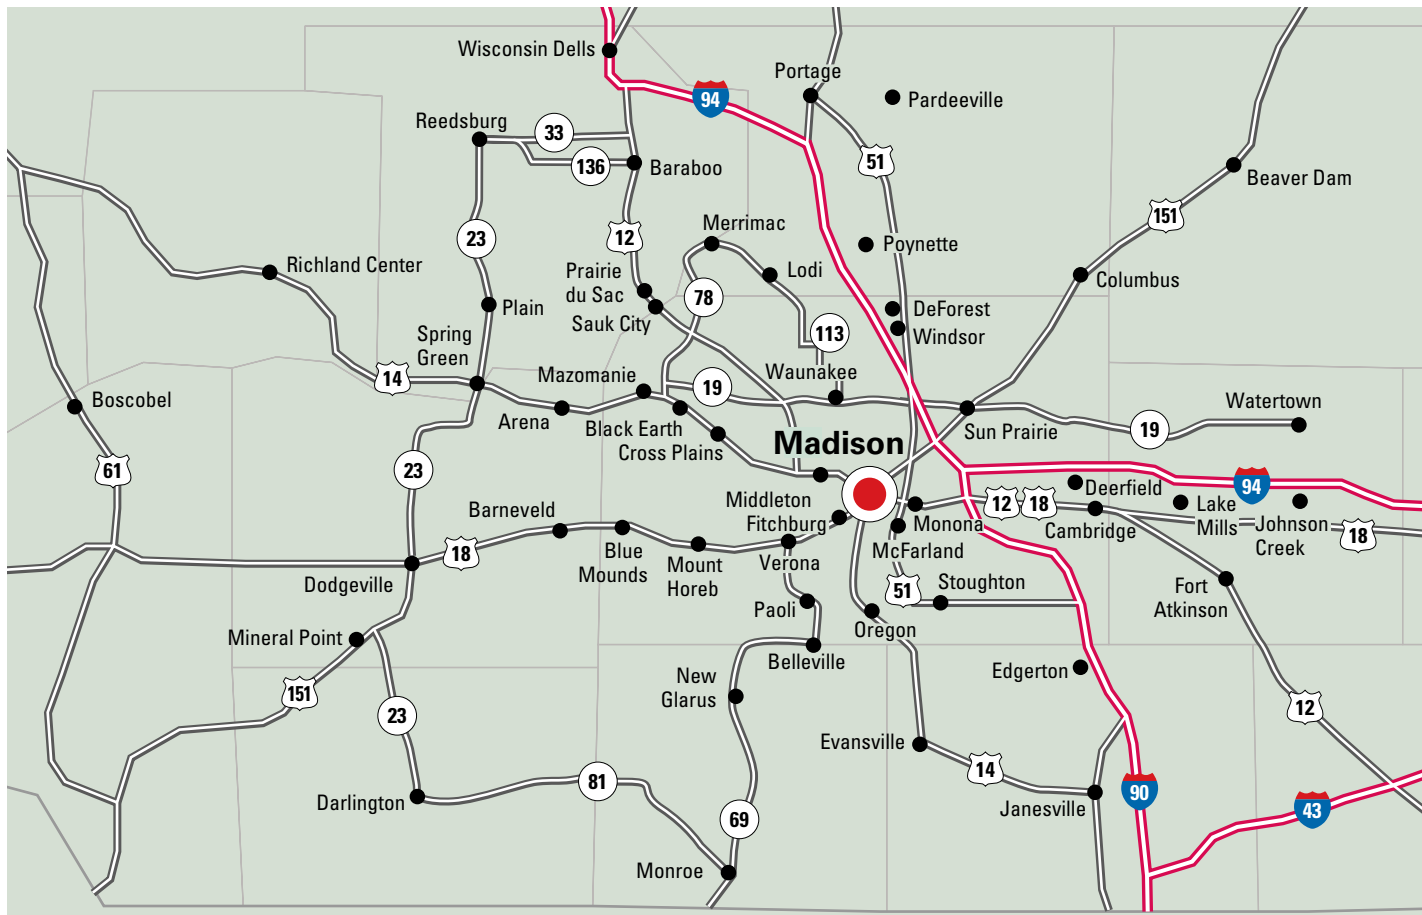 Wisconsin Dells
Portage
94
Pardeeville
Reedsburg
33
136
Baraboo
51
Beaver Dam
151
Merrimac
23
12
Poynette
Richland Center
Prairie
du Sac
Lodi
Columbus
78
Plain
Sauk City
DeForest
Windsor
Spring
Green
113
Waunakee
14
Mazomanie
19
Boscobel
Arena
Black Earth
Cross Plains
Watertown
Sun Prairie
19
Madison
61
23
94
Middleton
Fitchburg
Deerfield
Barneveld
12
18
Lake
Mills
Johnson
Creek
Monona
Cambridge
18
18
Blue
Mounds
Mount
Horeb
Verona
McFarland
Dodgeville
51
Stoughton
Fort
Atkinson
Paoli
Oregon
Mineral Point
Belleville
New
Glarus
Edgerton
151
23
12
Evansville
14
81
90
Darlington
Janesville
43
69
Monroe